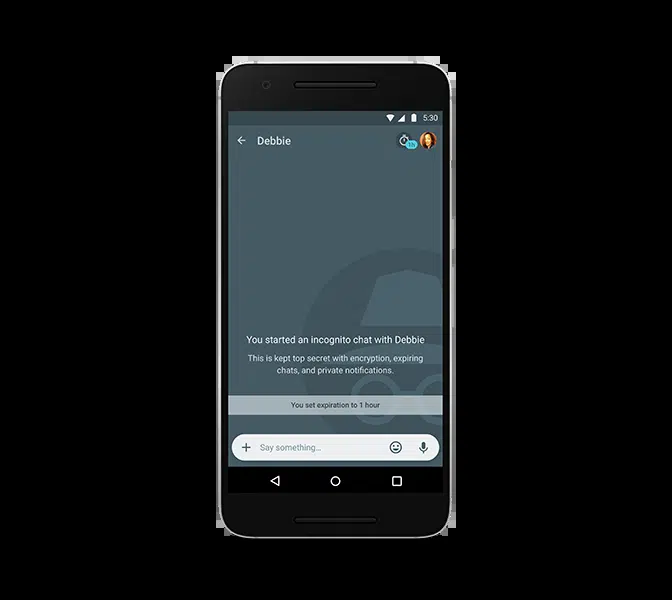 5:30
Debbie
1h
You started an incognito chat with Debbie
This is kept top secret with encryption, expiring
chats, and private notifications.
You set expiration to 1 hour
Say something...